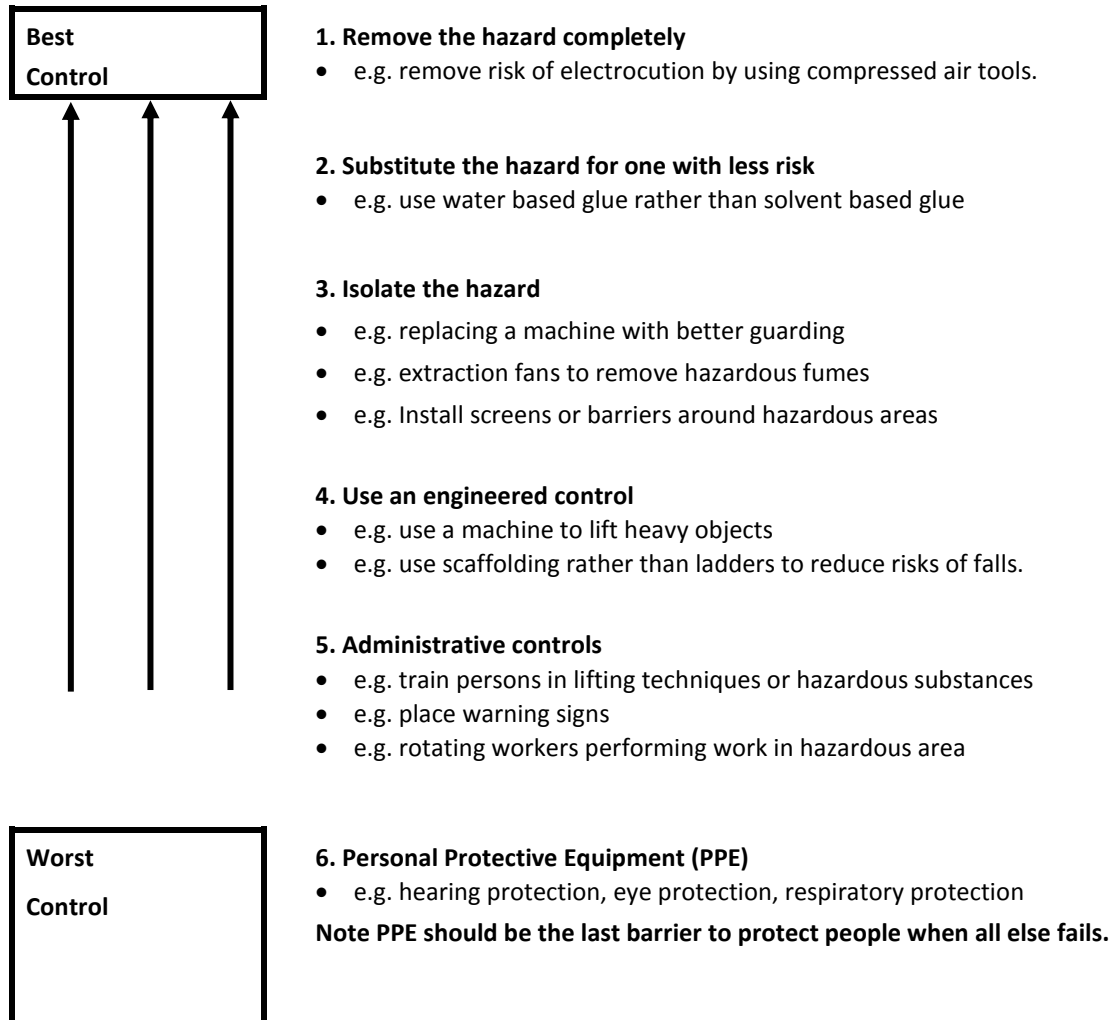 Best
Control
1. Remove the hazard completely
• e.g. remove risk of electrocution by using compressed air tools.
2. Substitute the hazard for one with less risk
• e.g. use water based glue rather than solvent based glue
3. Isolate the hazard
• e.g. replacing a machine with better guarding
• e.g. extraction fans to remove hazardous fumes
• e.g. Install screens or barriers around hazardous areas
4. Use an engineered control
• e.g. use a machine to lift heavy objects
• e.g. use scaffolding rather than ladders to reduce risks of falls.
5. Administrative controls
• e.g. train persons in lifting techniques or hazardous substances
• e.g. place warning signs
• e.g. rotating workers performing work in hazardous area
Worst
Control
6. Personal Protective Equipment (PPE)
• e.g. hearing protection, eye protection, respiratory protection
Note PPE should be the last barrier to protect people when all else fails.